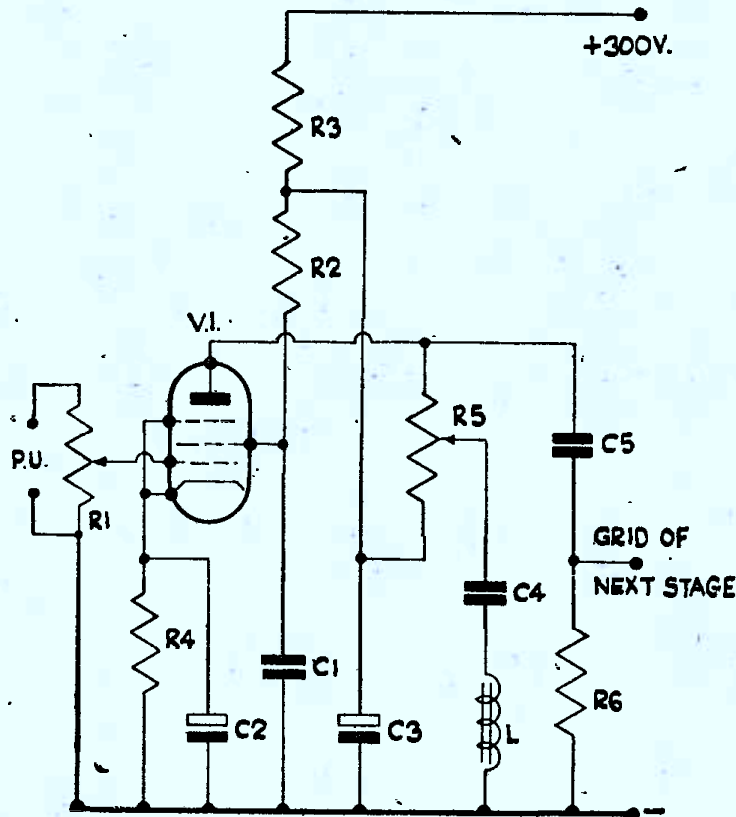 +300V.
R3
R2
V.I.
R5
P.U.
R1
C5
GRID OF
NEXT STAGE
C4
R4
C1
R6
C2
C3
L